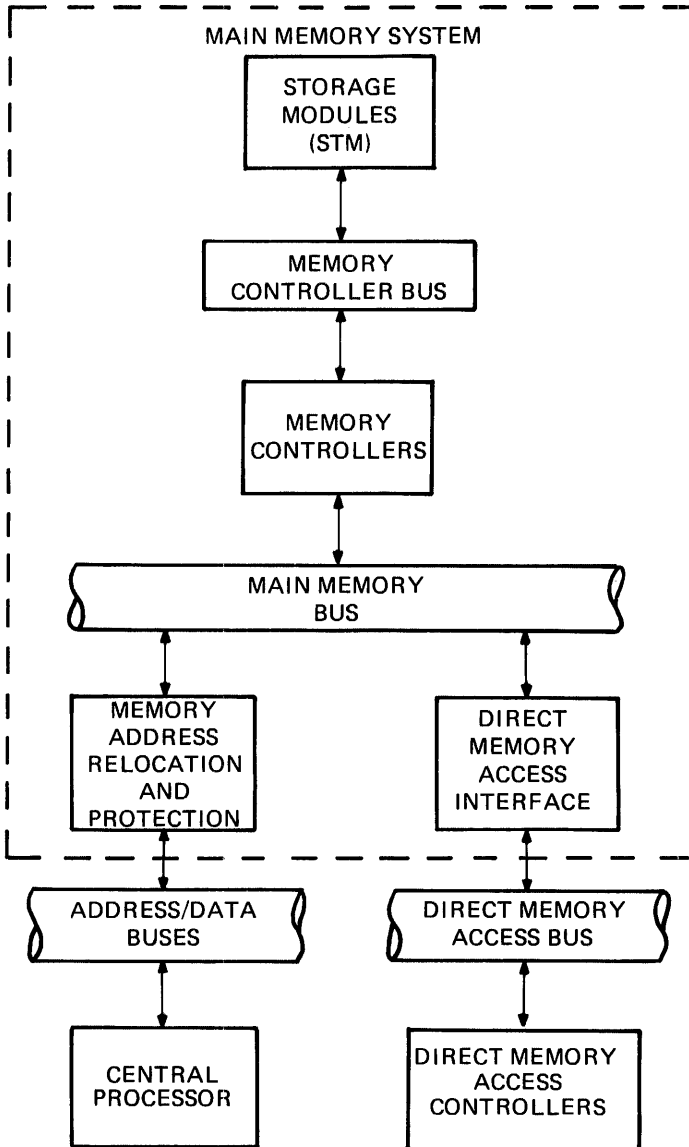 MAIN MEMORY SYSTEM
STORAGE
MODULES
(STM)
MEMORY
CONTROLLER BUS
MEMORY
CONTROLLERS
MAIN MEMORY
BUS
MEMORY
ADDRESS
RELOCATION
AND
PROTECTION
DIRECT
MEMORY
ACCESS
INTERFACE
ADDRESS/DATA
BUSES
DIRECT MEMORY
ACCESS BUS
CENTRAL
PROCESSOR
DIRECT MEMORY
ACCESS
CONTROLLERS